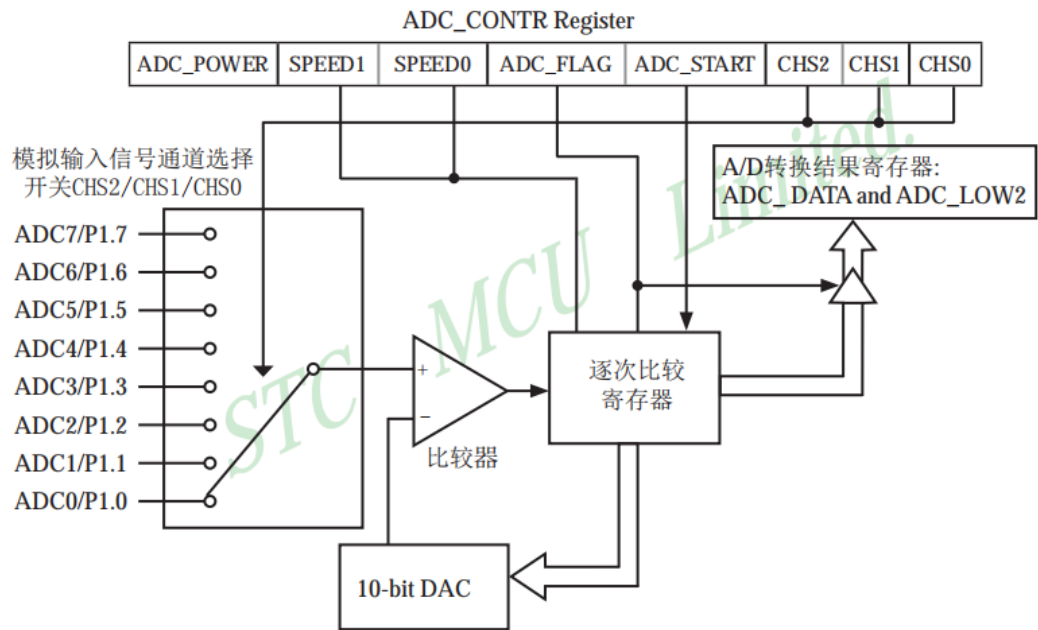 ADC_CONTR Register
ADC_POWER SPEED1 SPEED0 ADC_FLAG ADC_START CHS2 CHS1 CHS0
模拟输入信号通道选择
开关CHS2/CHS1/CHS0
A/D转换结果寄存器:
ADC_ DATA and ADC_LOW2
ADC7/P1.7
ADC6/P1.6
ADC5/P1.5
ADC4/P1.4
ADC3/P1.3
ADC2/P1.2
ADC1/P1.1
ADC0/P1.0
+
−
比较器
逐次比较
寄存器
10-bit DAC
STC MCU Limited.